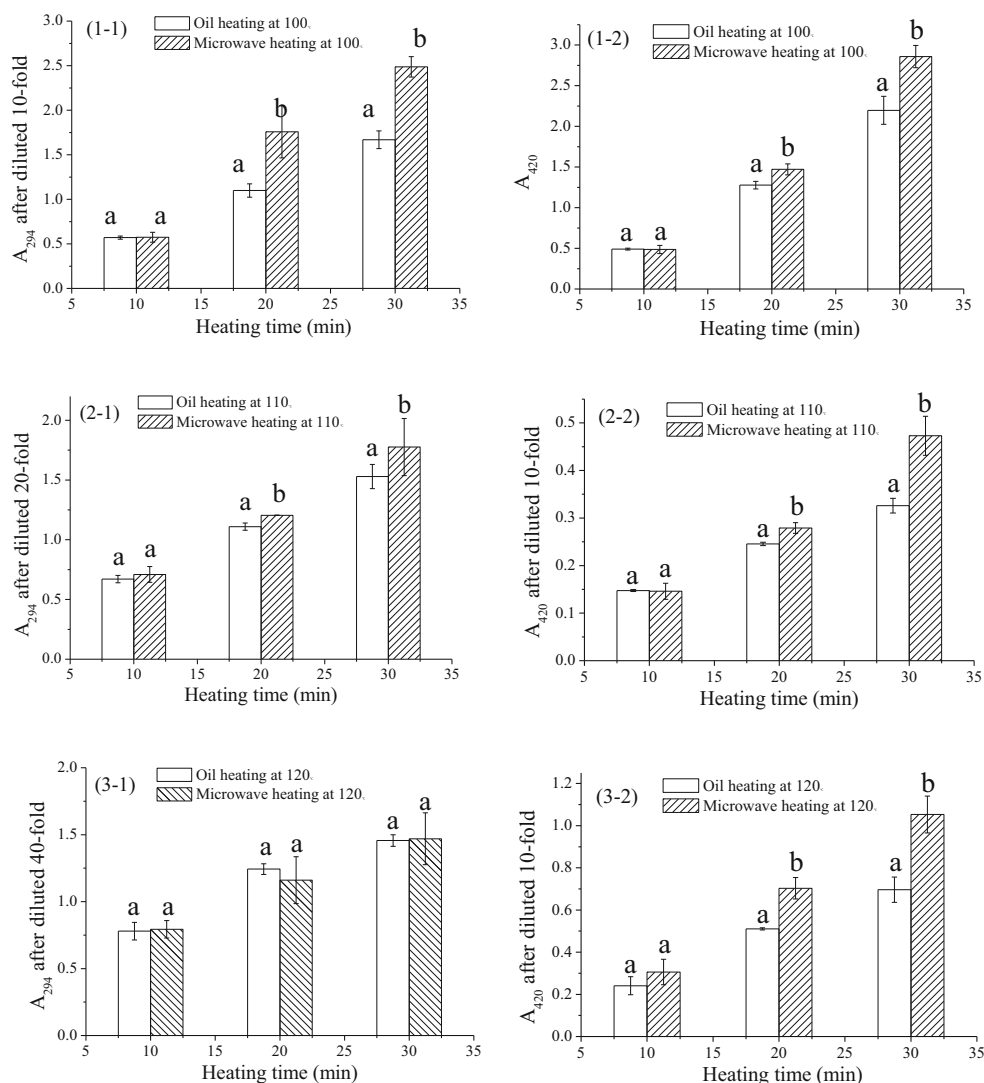 (1-1)
Oil heating at 100
Microwave heating at 100
A294 after diluted 10-fold
3.0
2.5
2.0
1.5
1.0
0.5
0.0
a a a b a b
5 10 15 20 25 30 35
Heating time (min)
(1-2)
Oil heating at 100
Microwave heating at 100
A420
3.0
2.5
2.0
1.5
1.0
0.5
0.0
a a a b a b
5 10 15 20 25 30 35
Heating time (min)
(2-1)
Oil heating at 110
Microwave heating at 110
A294 after diluted 20-fold
2.0
1.5
1.0
0.5
0.0
a a a b a b
5 10 15 20 25 30 35
Heating time (min)
(2-2)
Oil heating at 110
Microwave heating at 110
A420 after diluted 10-fold
0.5
0.4
0.3
0.2
0.1
0.0
a a a b a b
5 10 15 20 25 30 35
Heating time (min)
(3-1)
Oil heating at 120
Microwave heating at 120
A294 after diluted 40-fold
2.0
1.5
1.0
0.5
0.0
a a a a a a
5 10 15 20 25 30 35
Heating time (min)
(3-2)
Oil heating at 120
Microwave heating at 120
A420 after diluted 10-fold
1.2
1.0
0.8
0.6
0.4
0.2
0.0
a a a b a b
5 10 15 20 25 30 35
Heating time (min)